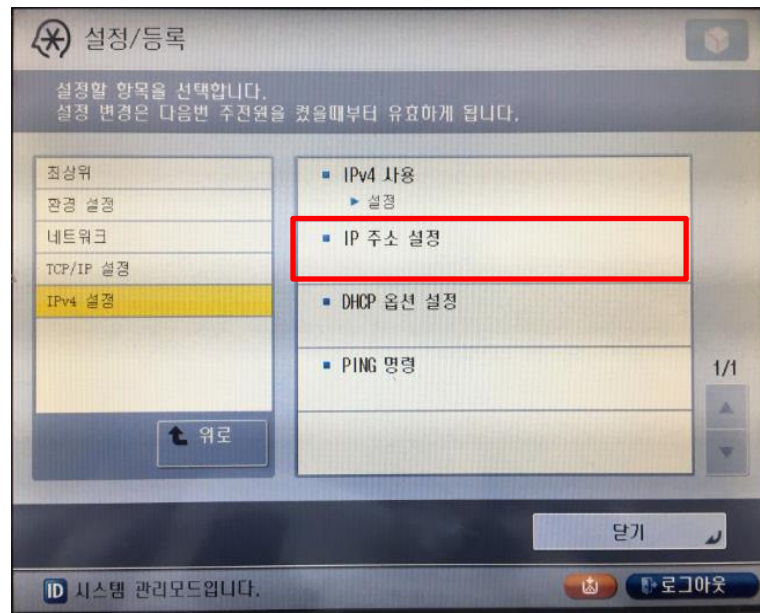 설정/등록
설정할 항목을 선택합니다.
설정 변경은 다음번 주전원을 켰을때부터 유효하게 됩니다.
최상위
환경 설정
네트워크
TCP/IP 설정
IPv4 설정
위로
IPv4 사용
설정
IP 주소 설정
DHCP 옵션 설정
PING 명령
1/1
닫기
ID 시스템 관리모드입니다.
로그아웃